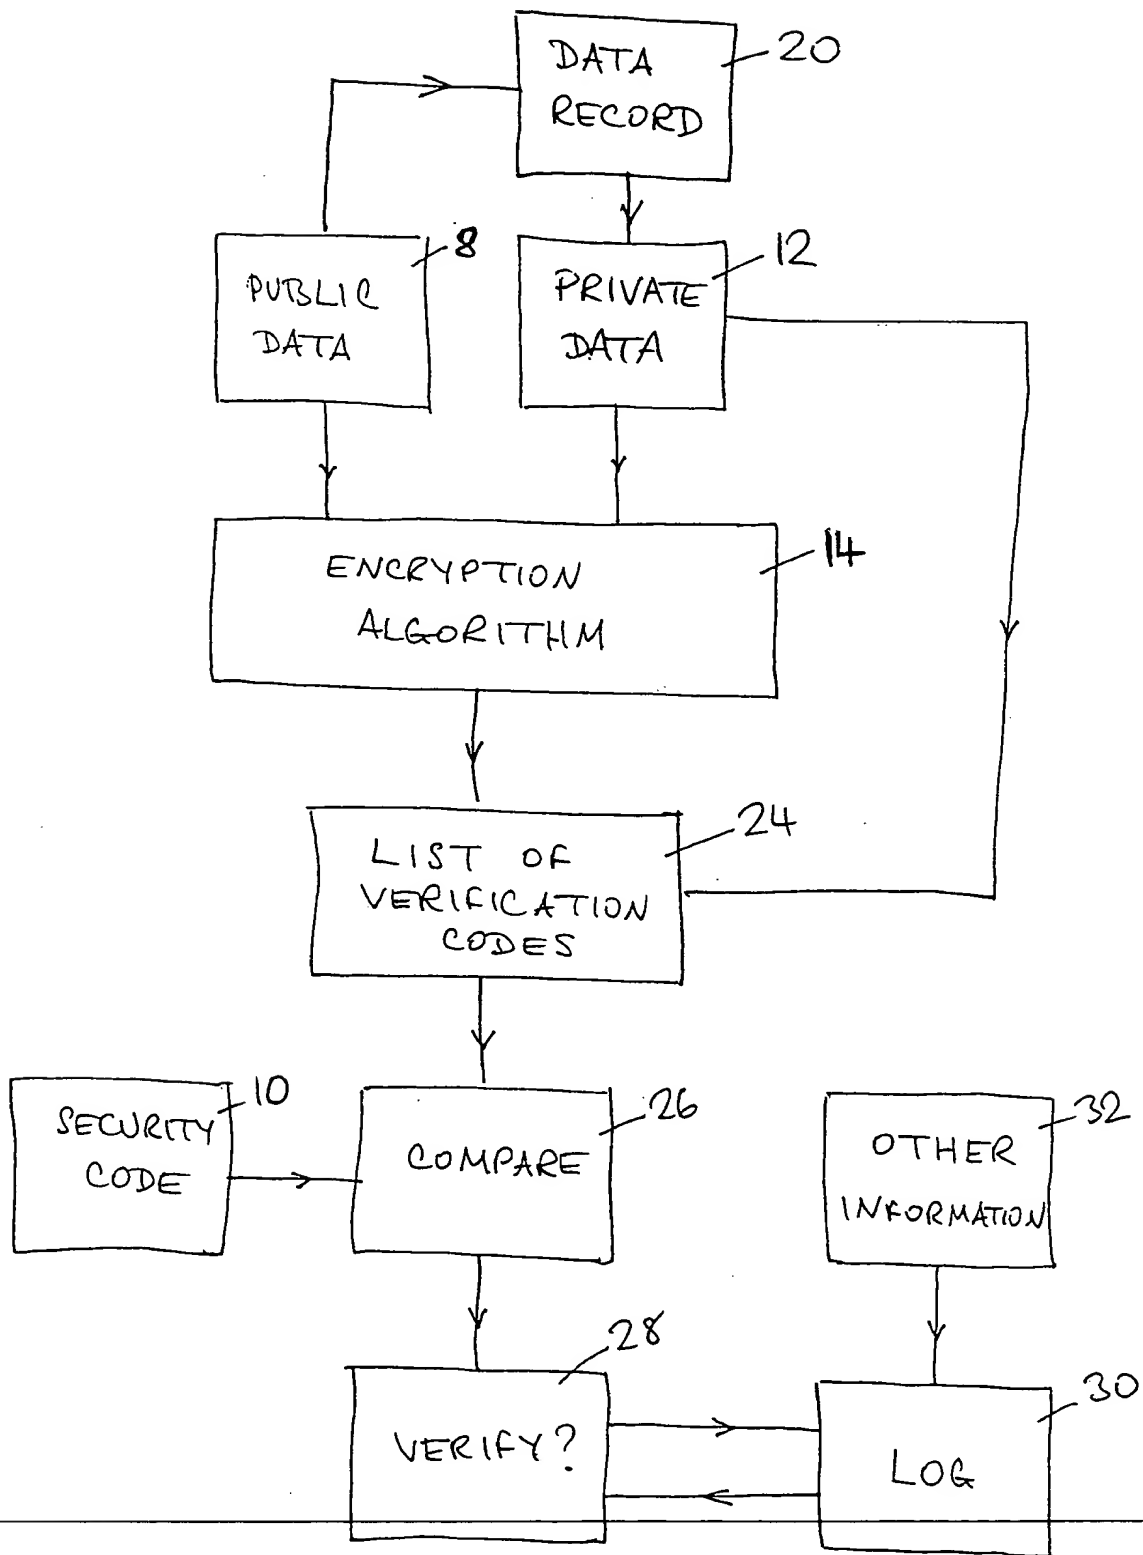 DATA
RECORD
20
PUBLIC
DATA
8
PRIVATE
DATA
12
ENCRYPTION
ALGORITHM
14
LIST OF
VERIFICATION
CODES
24
SECURITY
CODE
10
COMPARE
26
OTHER
INFORMATION
32
VERIFY?
28
LOG
30